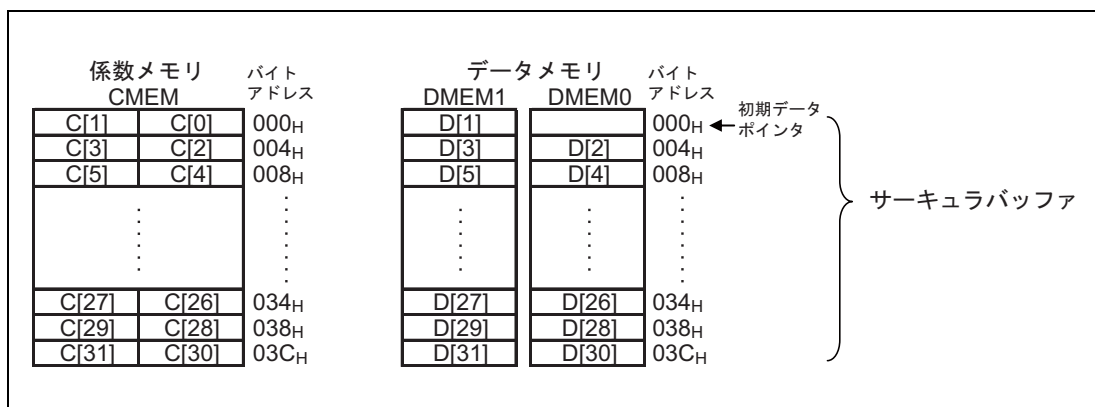 係数メモリ バイト データメモリ バイト
CMEM アドレス DMEM1 DMEM0 アドレス 初期データ
C[1] C[0] 000H D[1] 000H ポインタ
C[3] C[2] 004H D[3] D[2] 004H
C[5] C[4] 008H D[5] D[4] 008H
サーキュラバッファ
C[27] C[26] 034H D[27] D[26] 034H
C[29] C[28] 038H D[29] D[28] 038H
C[31] C[30] 03CH D[31] D[30] 03CH